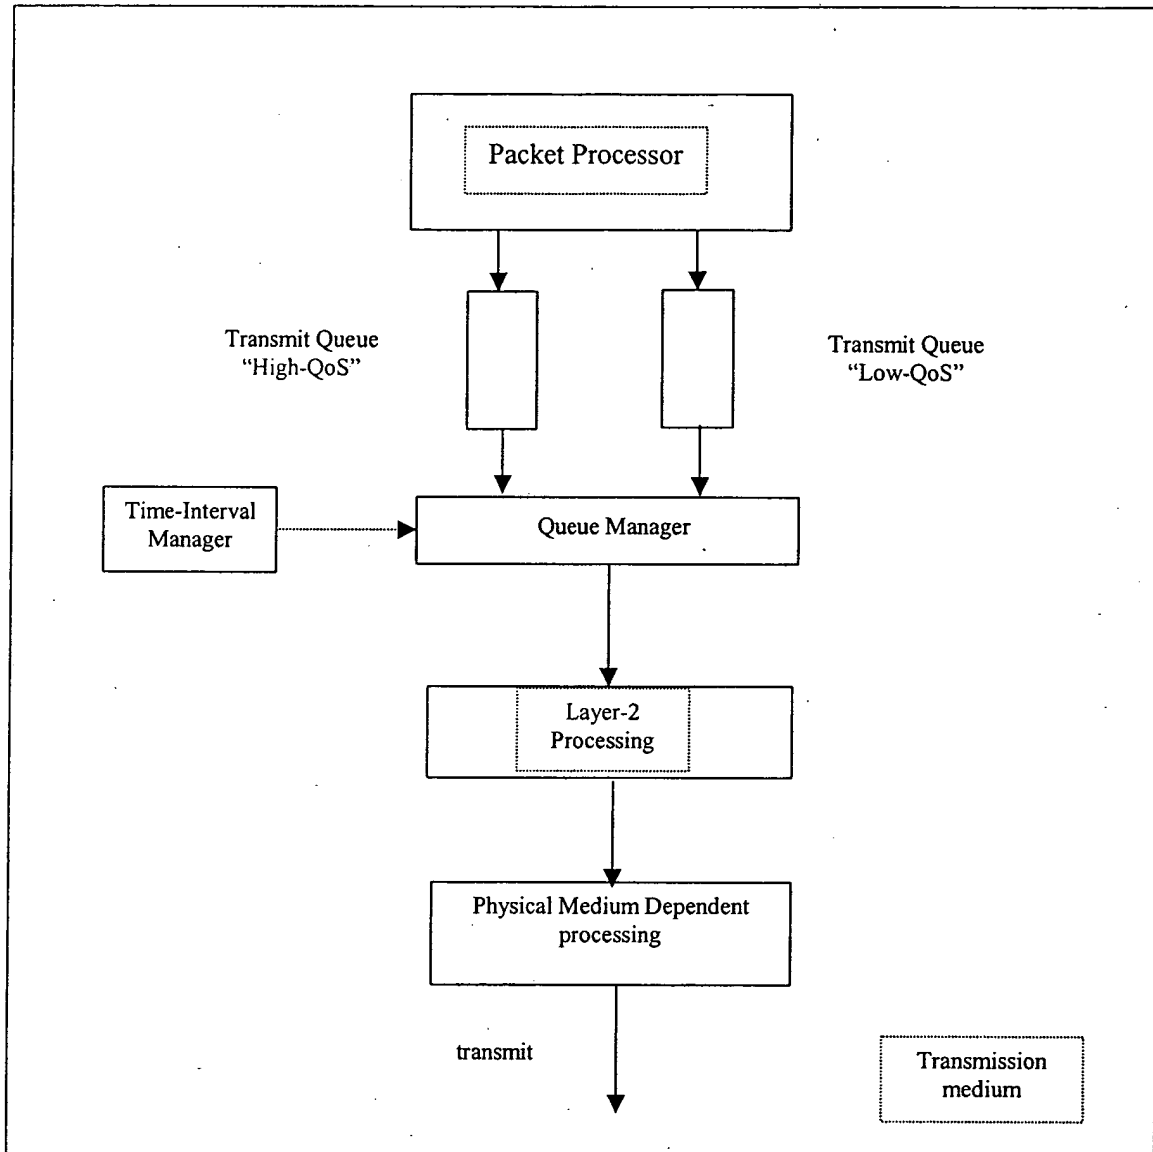 Packet Processor
Transmit Queue
“High-QoS”
Transmit Queue
“Low-QoS”
Time-Interval
Manager
Queue Manager
Layer-2
Processing
Physical Medium Dependent
processing
transmit
Transmission
medium